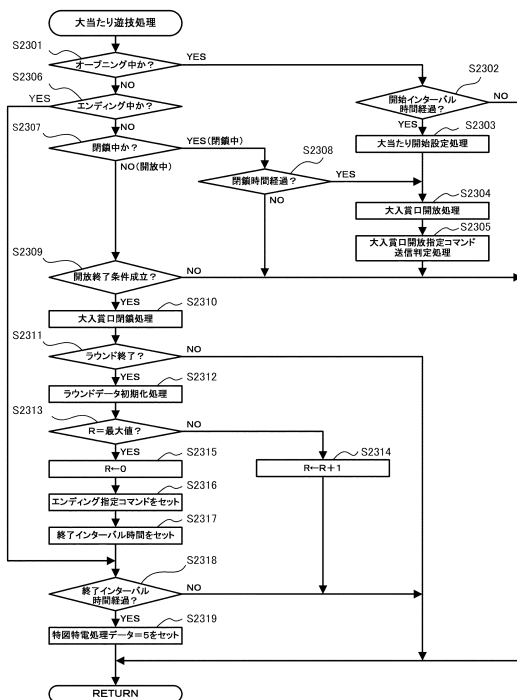 大当たり遊技処理
S2301
オープニング中か？
YES
NO
S2302
開始インターバル
時間経過？
NO
YES
S2306
YES
エンディング中か？
NO
S2303
大当たり開始設定処理
S2307
閉鎖中か？
YES(閉鎖中)
NO(開放中)
S2308
閉鎖時間経過？
YES
NO
S2304
大入賞口開放処理
S2305
大入賞口開放指定コマンド
送信判定処理
S2309
開放終了条件成立？
NO
YES
S2310
大入賞口閉鎖処理
S2311
ラウンド終了？
NO
YES
S2312
ラウンドデータ初期化処理
S2313
R＝最大値？
NO
YES
S2314
R←R＋1
S2315
R←0
S2316
エンディング指定コマンドをセット
S2317
終了インターバル時間をセット
S2318
終了インターバル
時間経過？
NO
YES
S2319
特図特電処理データ＝5をセット
RETURN